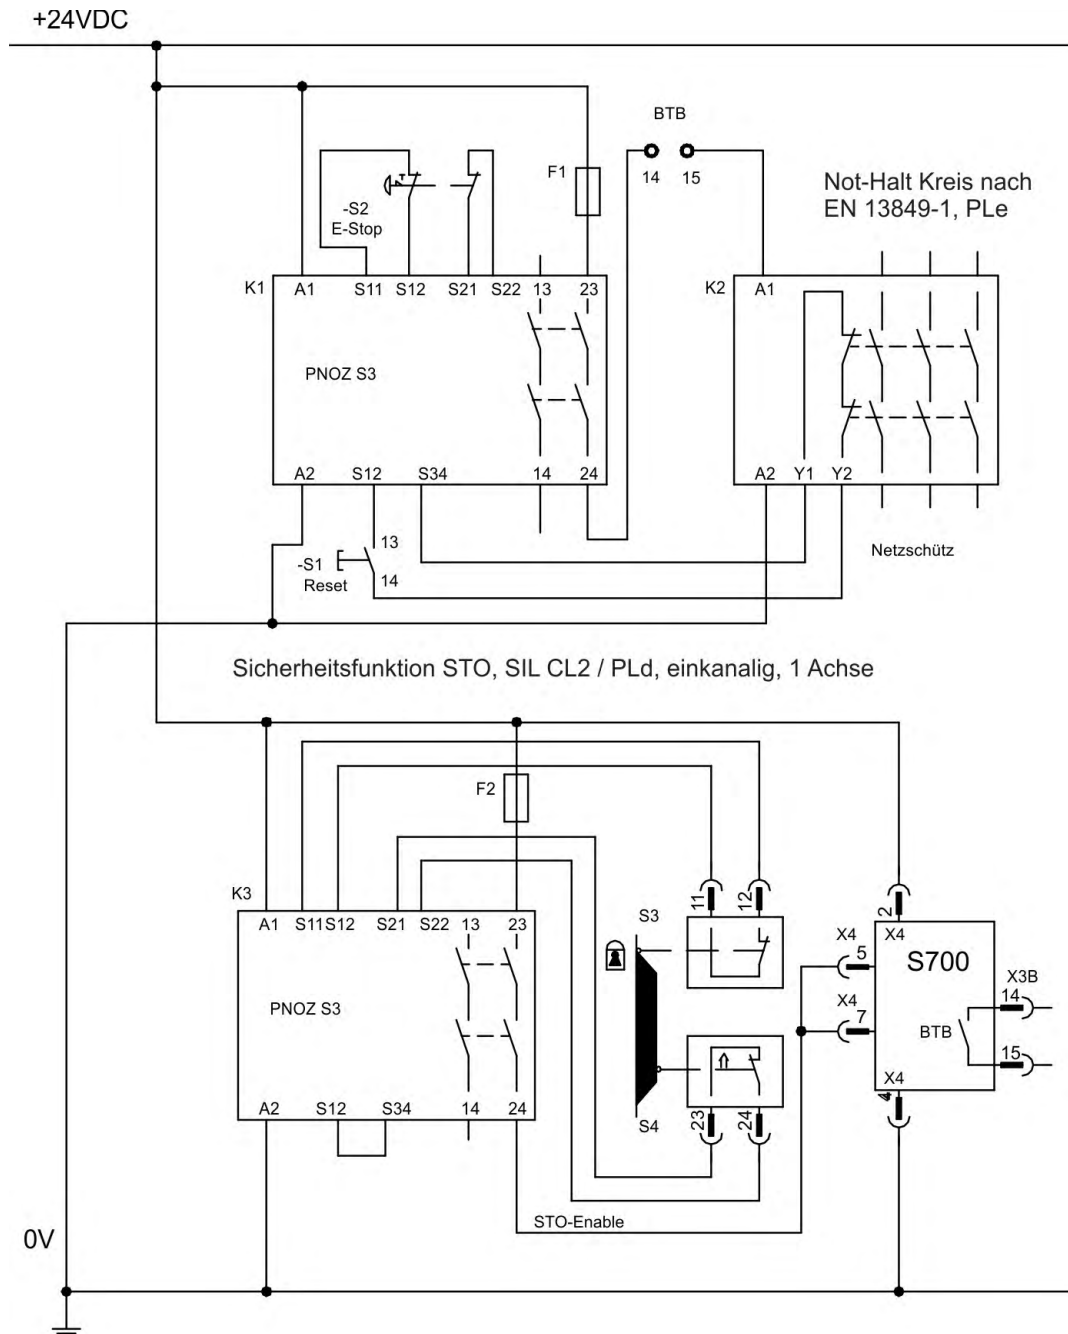 +24VDC
BTB
F1
14 15
Not-Halt Kreis nach
EN 13849-1, PLe
-S2
E-Stop
K1
A1 S11 S12 S21 S22 13 23
K2
A1
PNOZ S3
A2 S12 S34 14 24
A2 Y1 Y2
13
-S1
14
Reset
Netzschütz
Sicherheitsfunktion STO, SIL CL2 / PLd, einkanalig, 1 Achse
F2
K3
A1 S11 S12 S21 S22 13 23
11 12
2
S3
X4
X4
5
S700
X3B
14
PNOZ S3
X4
7
BTB
15
X4
4
A2 S12 S34 14 24
S4
23 24
STO-Enable
0V